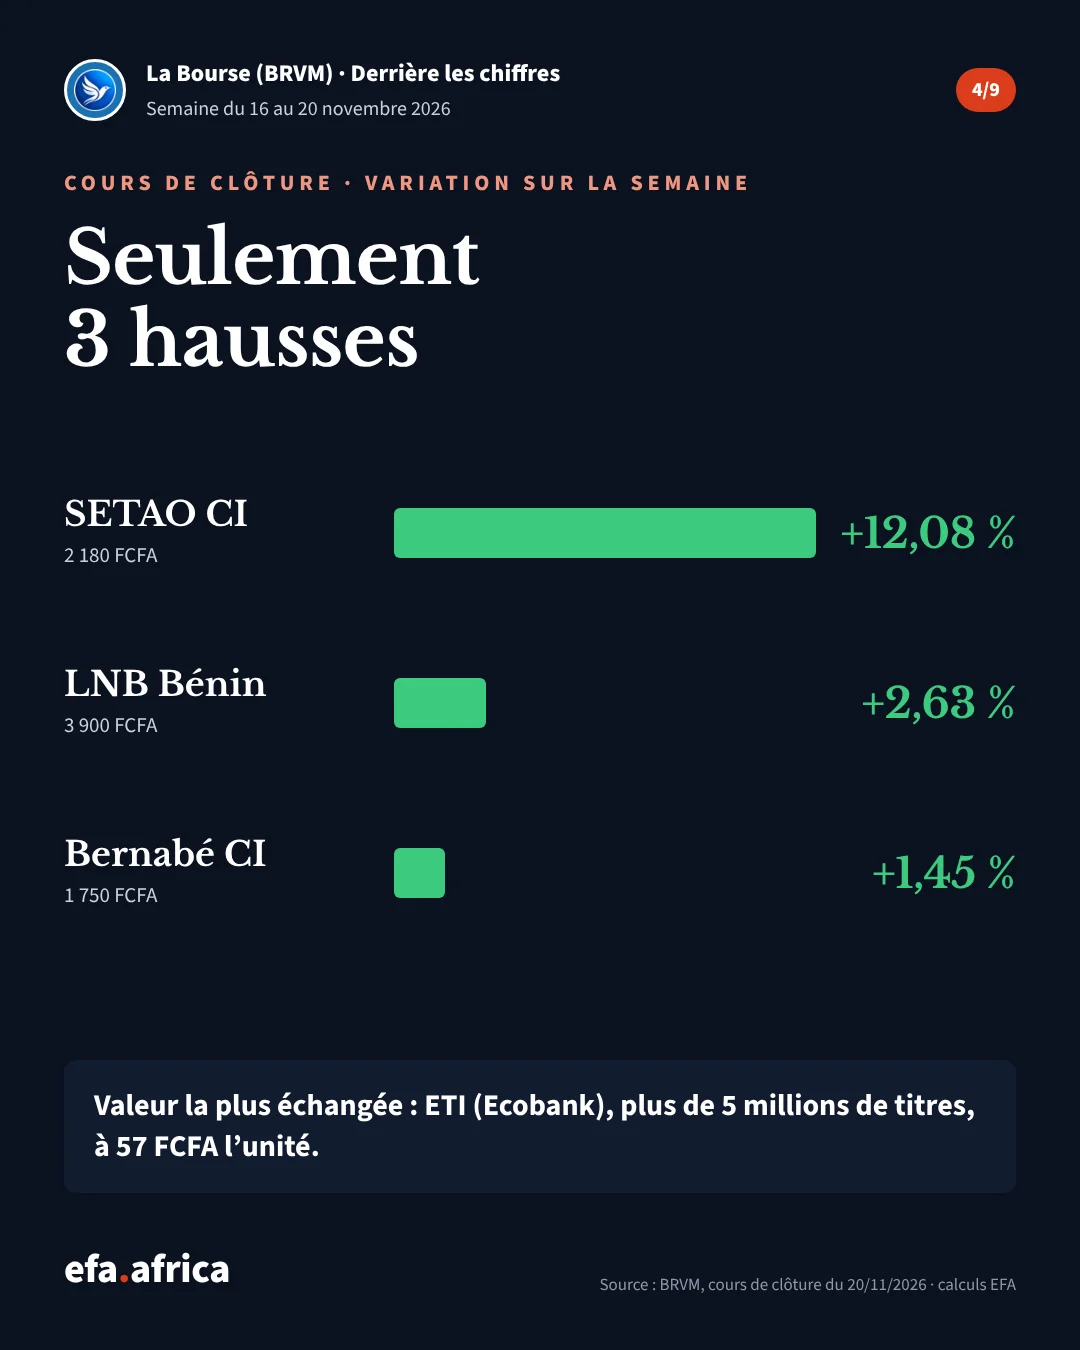 La Bourse (BRVM) · Derrière les chiffres
Semaine du 16 au 20 novembre 2026
4/9
COURS DE CLÔTURE · VARIATION SUR LA SEMAINE
Seulement
3 hausses
SETAO CI
2 180 FCFA
+12,08 %
LNB Bénin
3 900 FCFA
+2,63 %
Bernabé CI
1 750 FCFA
+1,45 %
Valeur la plus échangée : ETI (Ecobank), plus de 5 millions de titres,
à 57 FCFA l’unité.
efa.africa
Source : BRVM, cours de clôture du 20/11/2026 · calculs EFA